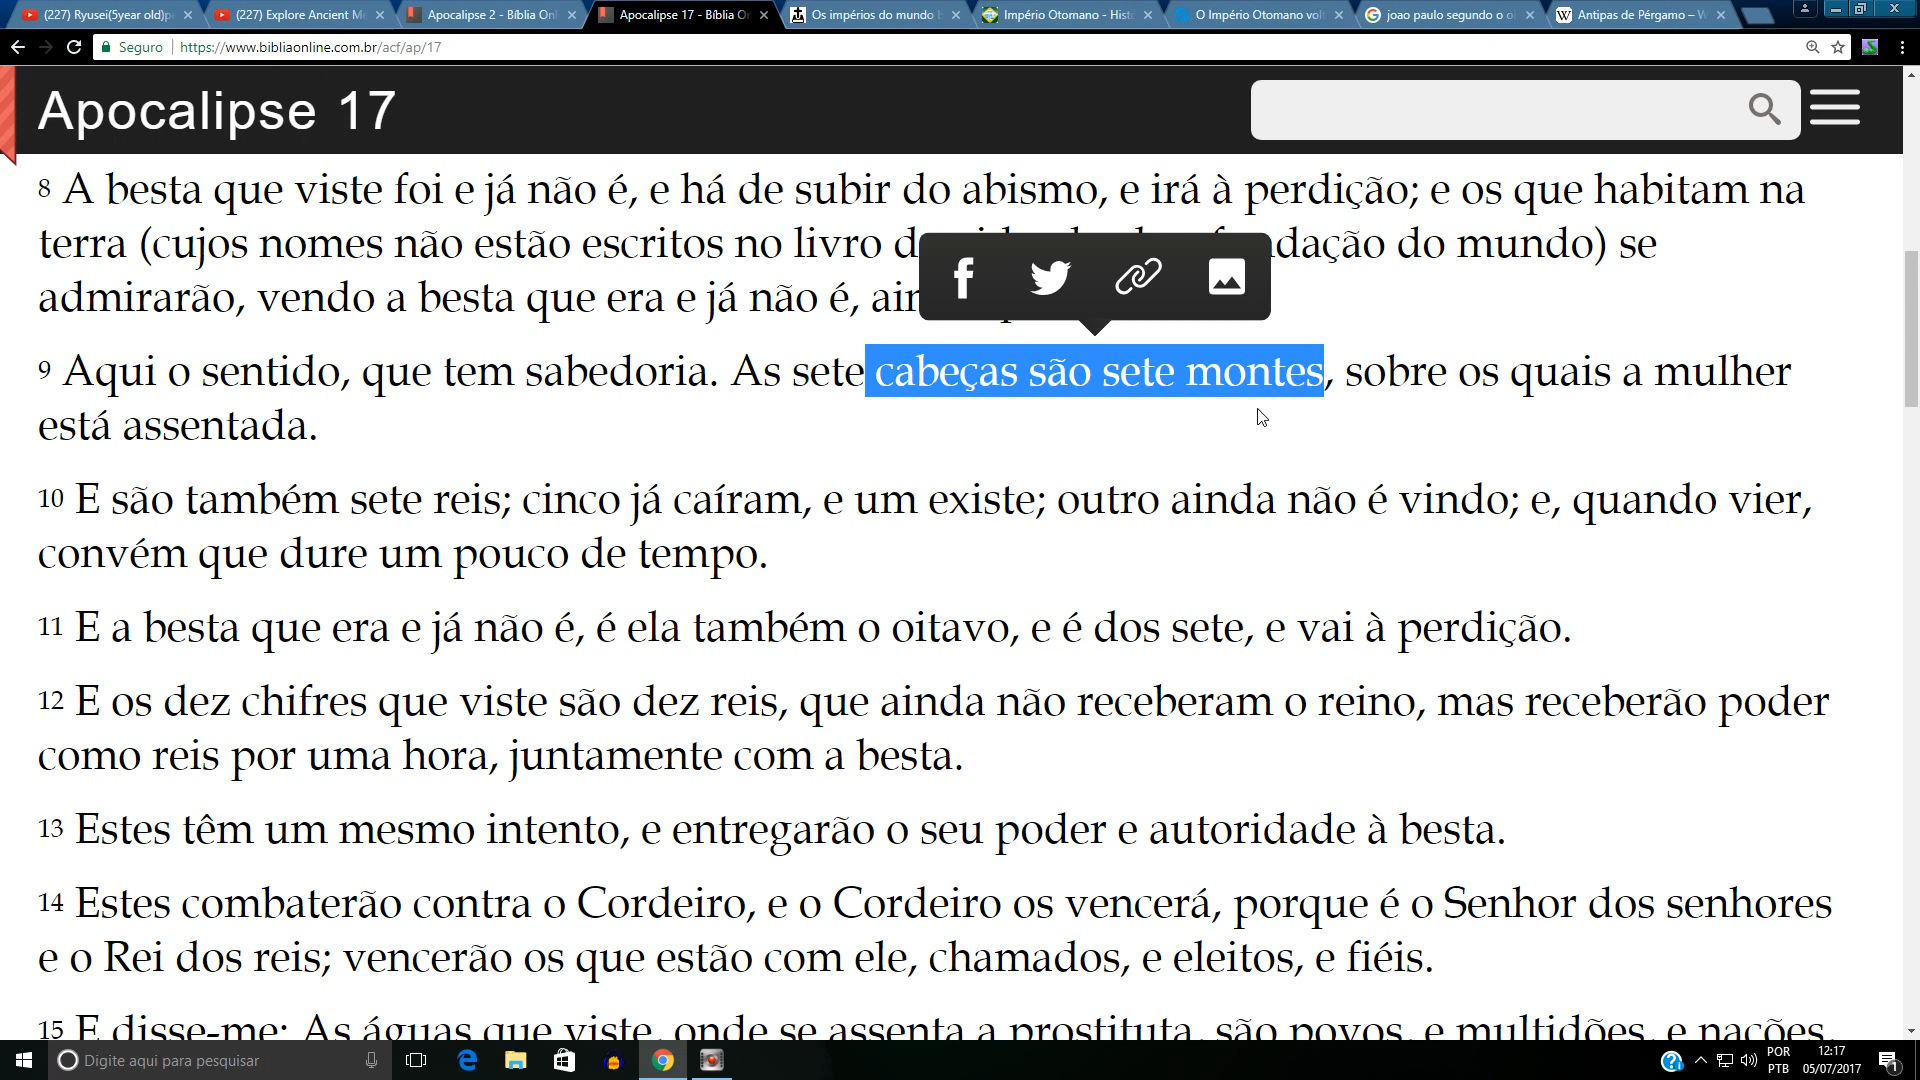 (227) Ryusei(5year old)p
(227) Explore Ancient M
Apocalipse 2 - Bíblia Onl
Apocalipse 17 - Bíblia O
Os impérios do mundo b
Império Otomano - Hist
O Império Otomano vol
joao paulo segundo o o
Antipas de Pérgamo – W
Seguro | https://www.bibliaonline.com.br/acf/ap/17
Apocalipse 17
8 A besta que viste foi e já não é, e há de subir do abismo, e irá à perdição; e os que habitam na
terra (cujos nomes não estão escritos no livro d dação do mundo) se
admirarão, vendo a besta que era e já não é, ain
9 Aqui o sentido, que tem sabedoria. As sete cabeças são sete montes, sobre os quais a mulher
está assentada.
10 E são também sete reis; cinco já caíram, e um existe; outro ainda não é vindo; e, quando vier,
convém que dure um pouco de tempo.
11 E a besta que era e já não é, é ela também o oitavo, e é dos sete, e vai à perdição.
12 E os dez chifres que viste são dez reis, que ainda não receberam o reino, mas receberão poder
como reis por uma hora, juntamente com a besta.
13 Estes têm um mesmo intento, e entregarão o seu poder e autoridade à besta.
14 Estes combaterão contra o Cordeiro, e o Cordeiro os vencerá, porque é o Senhor dos senhores
e o Rei dos reis; vencerão os que estão com ele, chamados, e eleitos, e fiéis.
15 E disse-me: As águas que viste, onde se assenta a prostituta, são povos, e multidões, e nações,
Digite aqui para pesquisar
POR
PTB
12:17
05/07/2017
1